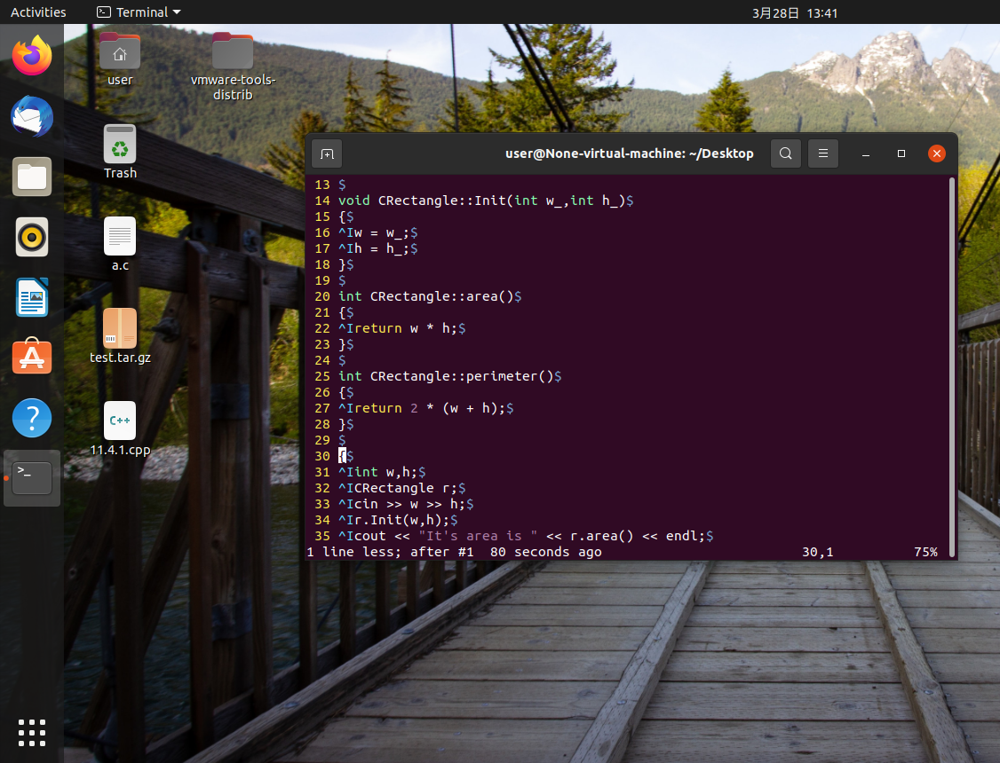 Activities
Terminal
3月28日 13:41
user
vmware-tools-
distrib
Trash
a.c
test.tar.gz
C++
11.4.1.cpp
user@None-virtual-machine: ~/Desktop
13 $
14 void CRectangle::Init(int w_,int h_)$
15 {$
16 ^Iw = w_;$
17 ^Ih = h_;$
18 }$
19 $
20 int CRectangle::area()$
21 {$
22 ^Ireturn w * h;$
23 }$
24 $
25 int CRectangle::perimeter()$
26 {$
27 ^Ireturn 2 * (w + h);$
28 }$
29 $
30 {$
31 ^Iint w,h;$
32 ^ICRectangle r;$
33 ^Icin >> w >> h;$
34 ^Ir.Init(w,h);$
35 ^Icout << "It's area is " << r.area() << endl;$
1 line less; after #1  80 seconds ago 30,1 75%